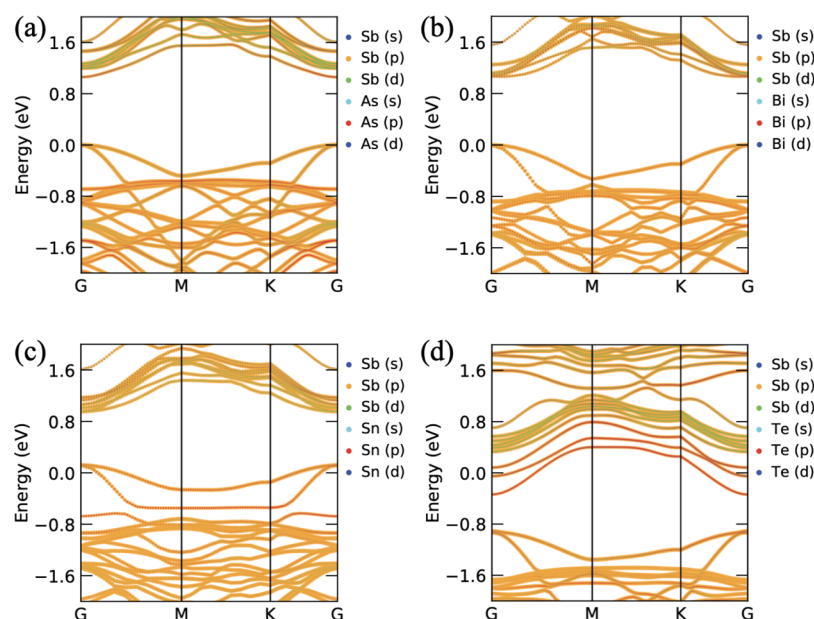 (a)
Energy (eV)
1.6
0.8
0.0
−0.8
−1.6
G M K G
Sb (s)
Sb (p)
Sb (d)
As (s)
As (p)
As (d)
(b)
Energy (eV)
1.6
0.8
0.0
−0.8
−1.6
G M K G
Sb (s)
Sb (p)
Sb (d)
Bi (s)
Bi (p)
Bi (d)
(c)
Energy (eV)
1.6
0.8
0.0
−0.8
−1.6
G M K G
Sb (s)
Sb (p)
Sb (d)
Sn (s)
Sn (p)
Sn (d)
(d)
Energy (eV)
1.6
0.8
0.0
−0.8
−1.6
G M K G
Sb (s)
Sb (p)
Sb (d)
Te (s)
Te (p)
Te (d)